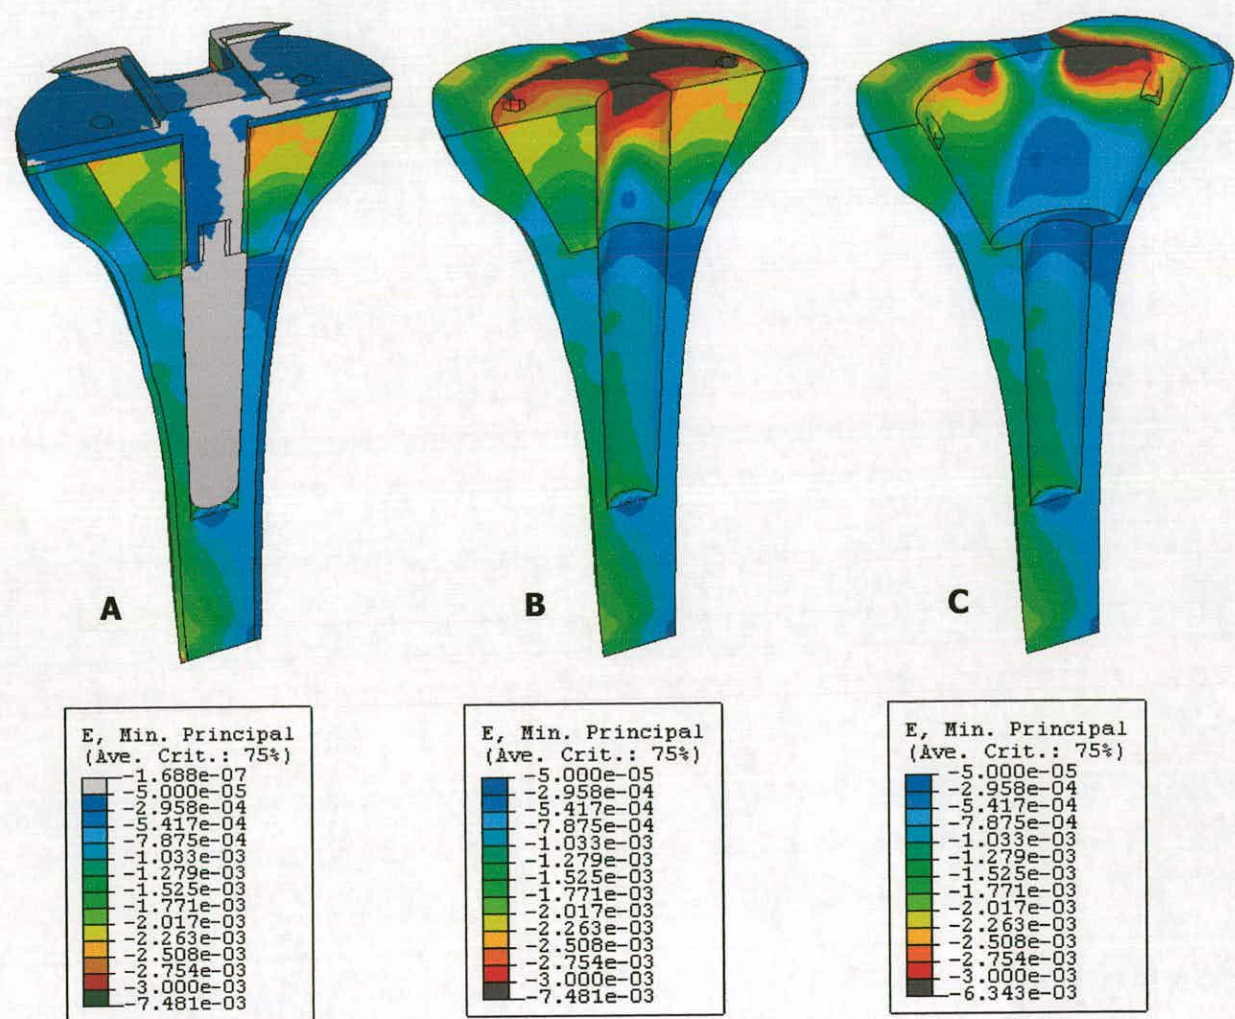 A
B
C
E, Min. Principal
(Ave. Crit.: 75%)
-1.688e-07
-5.000e-05
-2.958e-04
-5.417e-04
-7.875e-04
-1.033e-03
-1.279e-03
-1.525e-03
-1.771e-03
-2.017e-03
-2.263e-03
-2.508e-03
-2.754e-03
-3.000e-03
-7.481e-03
E, Min. Principal
(Ave. Crit.: 75%)
-5.000e-05
-2.958e-04
-5.417e-04
-7.875e-04
-1.033e-03
-1.279e-03
-1.525e-03
-1.771e-03
-2.017e-03
-2.263e-03
-2.508e-03
-2.754e-03
-3.000e-03
-7.481e-03
E, Min. Principal
(Ave. Crit.: 75%)
-5.000e-05
-2.958e-04
-5.417e-04
-7.875e-04
-1.033e-03
-1.279e-03
-1.525e-03
-1.771e-03
-2.017e-03
-2.263e-03
-2.508e-03
-2.754e-03
-3.000e-03
-6.343e-03